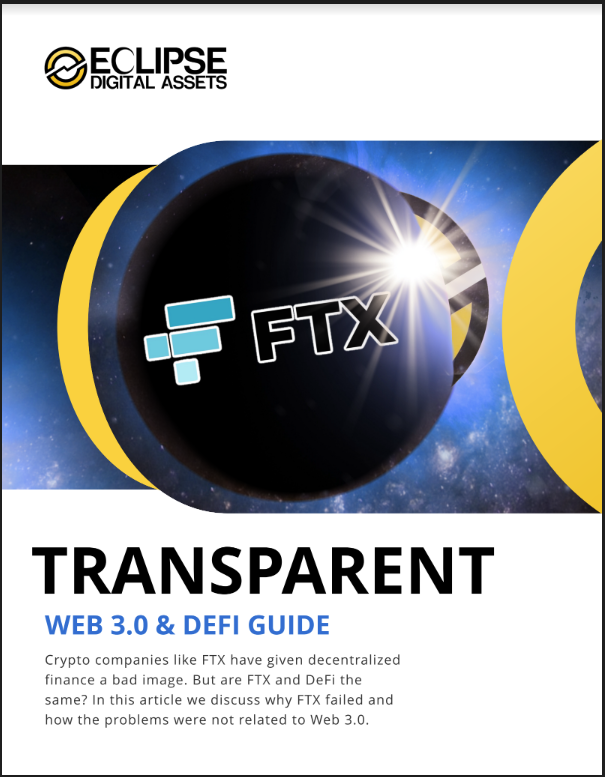 ECLIPSE
DIGITAL ASSETS
FTX
TRANSPARENT
WEB 3.0 & DEFI GUIDE
Crypto companies like FTX have given decentralized
finance a bad image. But are FTX and DeFi the
same? In this article we discuss why FTX failed and
how the problems were not related to Web 3.0.